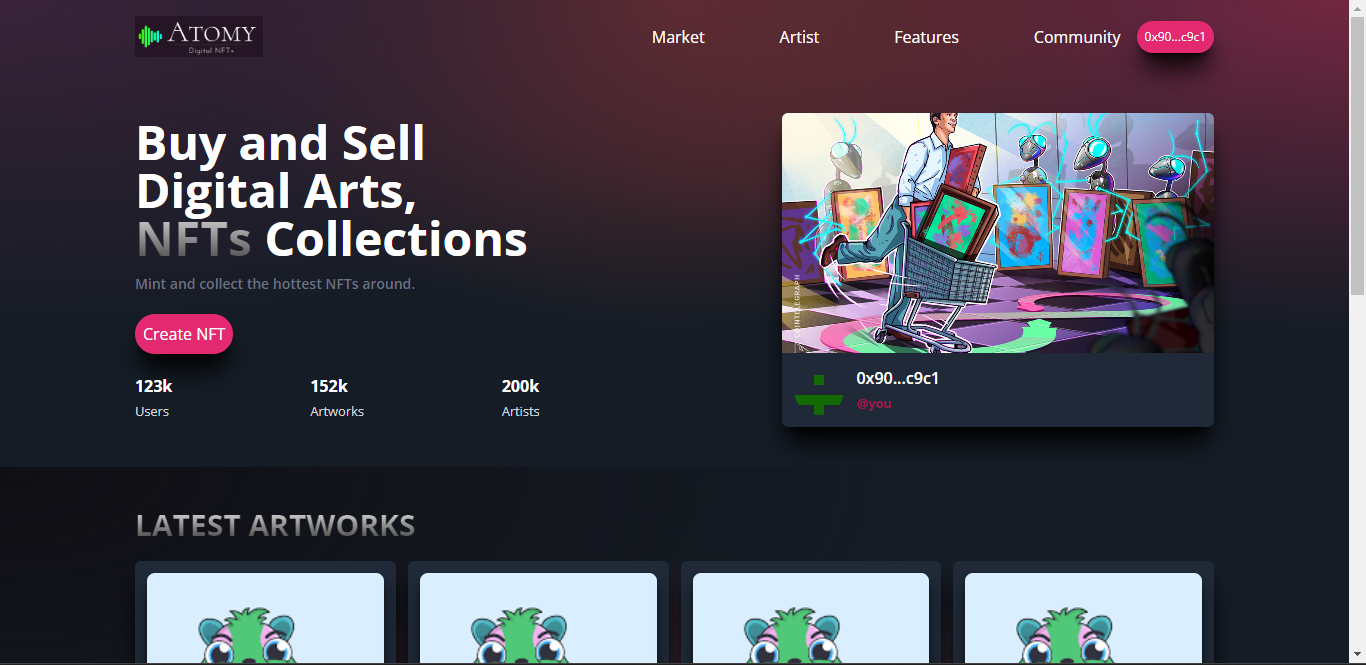 ATOMY
Digital NFT+
Market
Artist
Features
Community
0x90...c9c1
Buy and Sell
Digital Arts,
NFTs Collections
Mint and collect the hottest NFTs around.
Create NFT
123k
Users
152k
Artworks
200k
Artists
COINTELEGRAPH
0x90...c9c1
@you
LATEST ARTWORKS